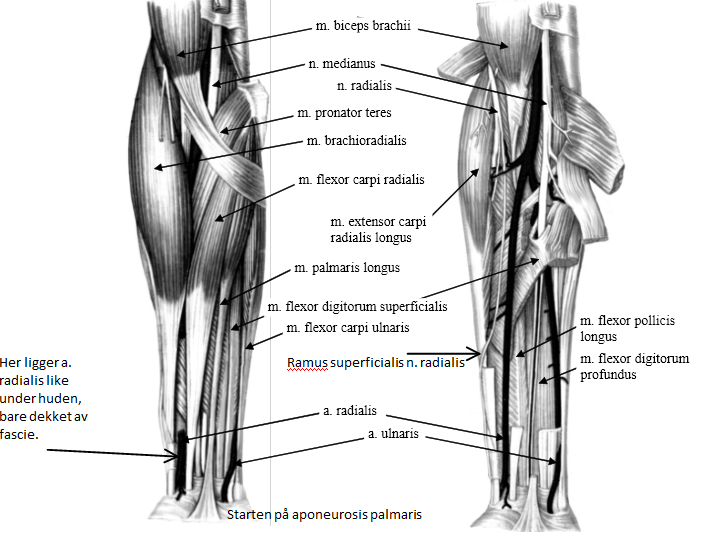 m. biceps brachii
n. medianus
n. radialis
m. pronator teres
m. brachioradialis
m. flexor carpi radialis
m. extensor carpi
radialis longus
m. palmaris longus
m. flexor digitorum superficialis
m. flexor carpi ulnaris
m. flexor pollicis
longus
m. flexor digitorum
profundus
Ramus superficialis n. radialis
Her ligger a.
radialis like
under huden,
bare dekket av
fascie.
a. radialis
a. ulnaris
Starten på aponeurosis palmaris